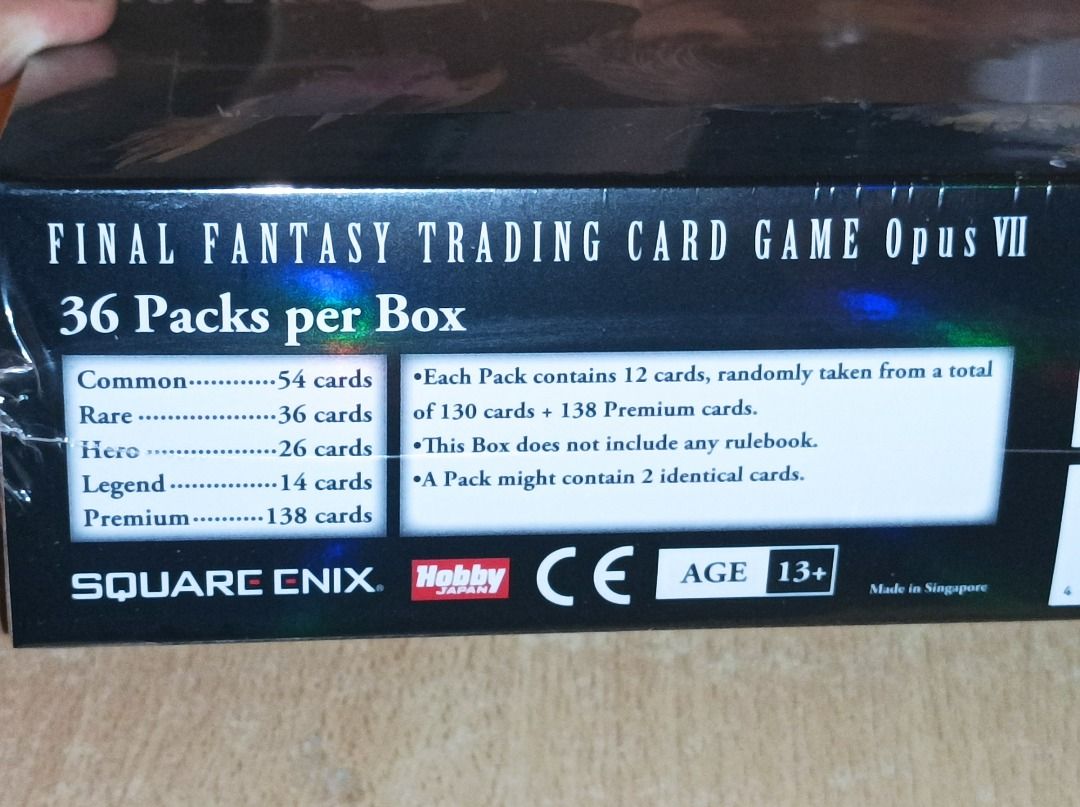 FINAL FANTASY TRADING CARD GAME Opus VII
36 Packs per Box
Common············54 cards
Rare ····················36 cards
Hero ···················26 cards
Legend ················14 cards
Premium··········138 cards
•Each Pack contains 12 cards, randomly taken from a total
of 130 cards + 138 Premium cards.
•This Box does not include any rulebook.
•A Pack might contain 2 identical cards.
SQUARE ENIX®
Hobby
JAPAN
CE
AGE 13+
Made in Singapore
4